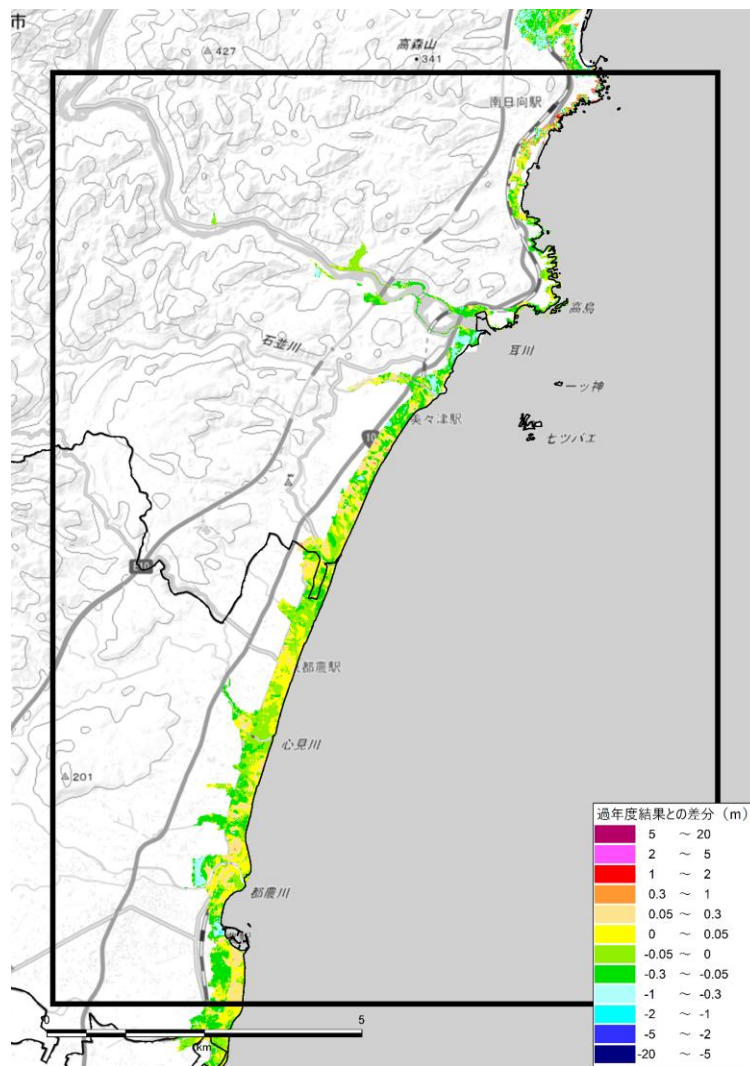 市
△427
高森山
・341
南日向駅
高島
石並川
耳川
一ッ神
美々津駅
10
七ツバエ
都農駅
心見川
△201
都農川
過年度結果との差分（m）
5 ～ 20
2 ～ 5
1 ～ 2
0.3 ～ 1
0.05 ～ 0.3
0 ～ 0.05
-0.05 ～ 0
-0.3 ～ -0.05
-1 ～ -0.3
-2 ～ -1
-5 ～ -2
-20 ～ -5
0 5
km